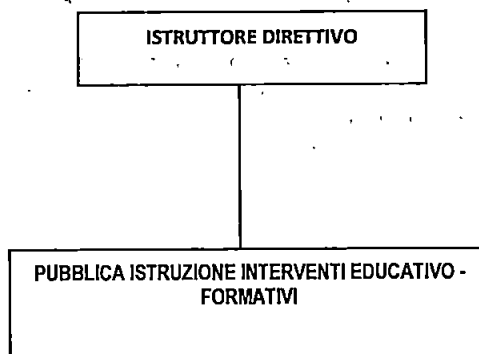 ISTRUTTORE DIRETTIVO
PUBBLICA ISTRUZIONE INTERVENTI EDUCATIVO -
FORMATIVI